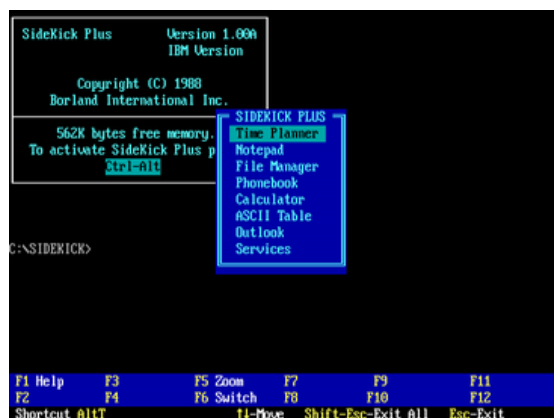 SideKick Plus Version 1.00A
IBM Version
Copyright (C) 1988
Borland International Inc.
562K bytes free memory.
To activate SideKick Plus p
Ctrl-Alt
SIDEKICK PLUS
Time Planner
Notepad
File Manager
Phonebook
Calculator
ASCII Table
Outlook
Services
C:\SIDEKICK>
F1 Help F3 F5 Zoom F7 F9 F11
F2 F4 F6 Switch F8 F10 F12
Shortcut AltT ↑↓-Move Shift-Esc-Exit All Esc-Exit